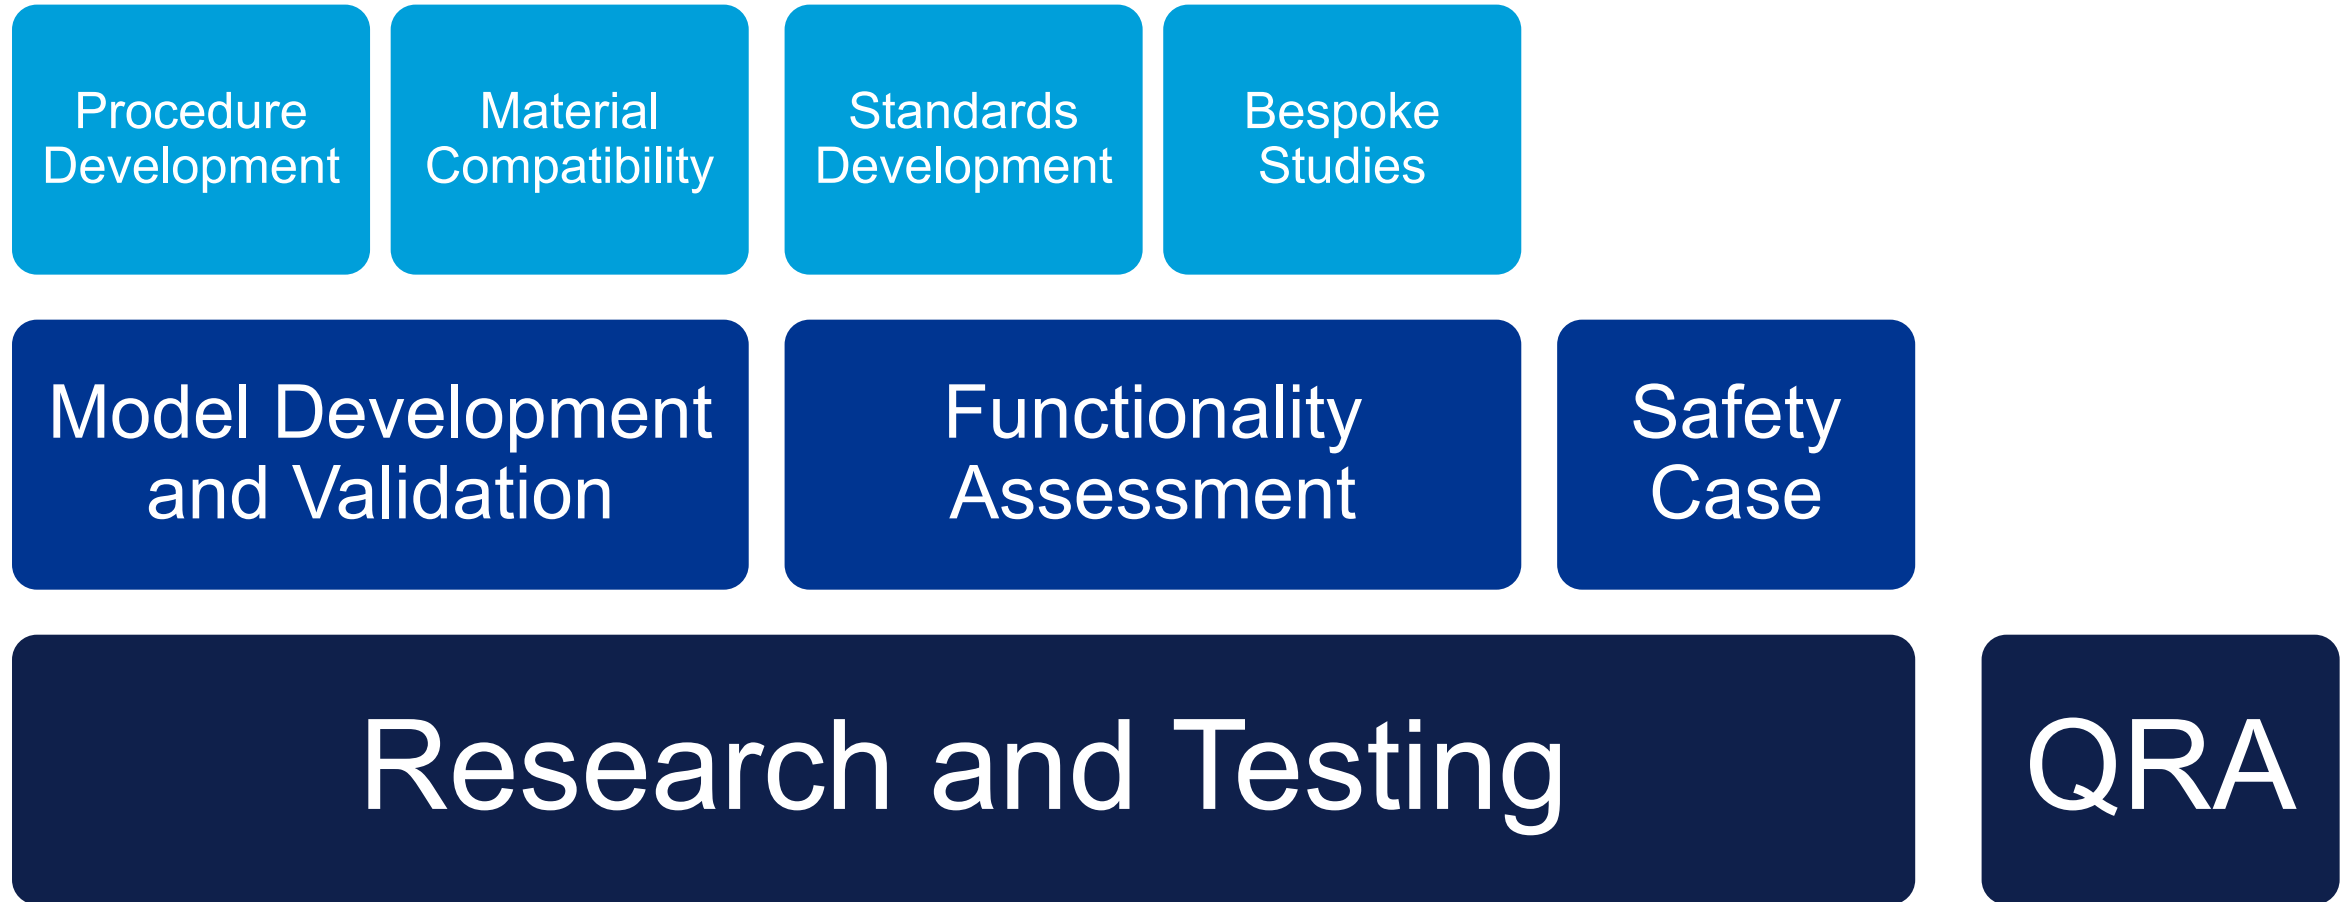 Procedure
Development
Material
Compatibility
Standards
Development
Bespoke
Studies
Model Development
and Validation
Functionality
Assessment
Safety
Case
Research and Testing
QRA